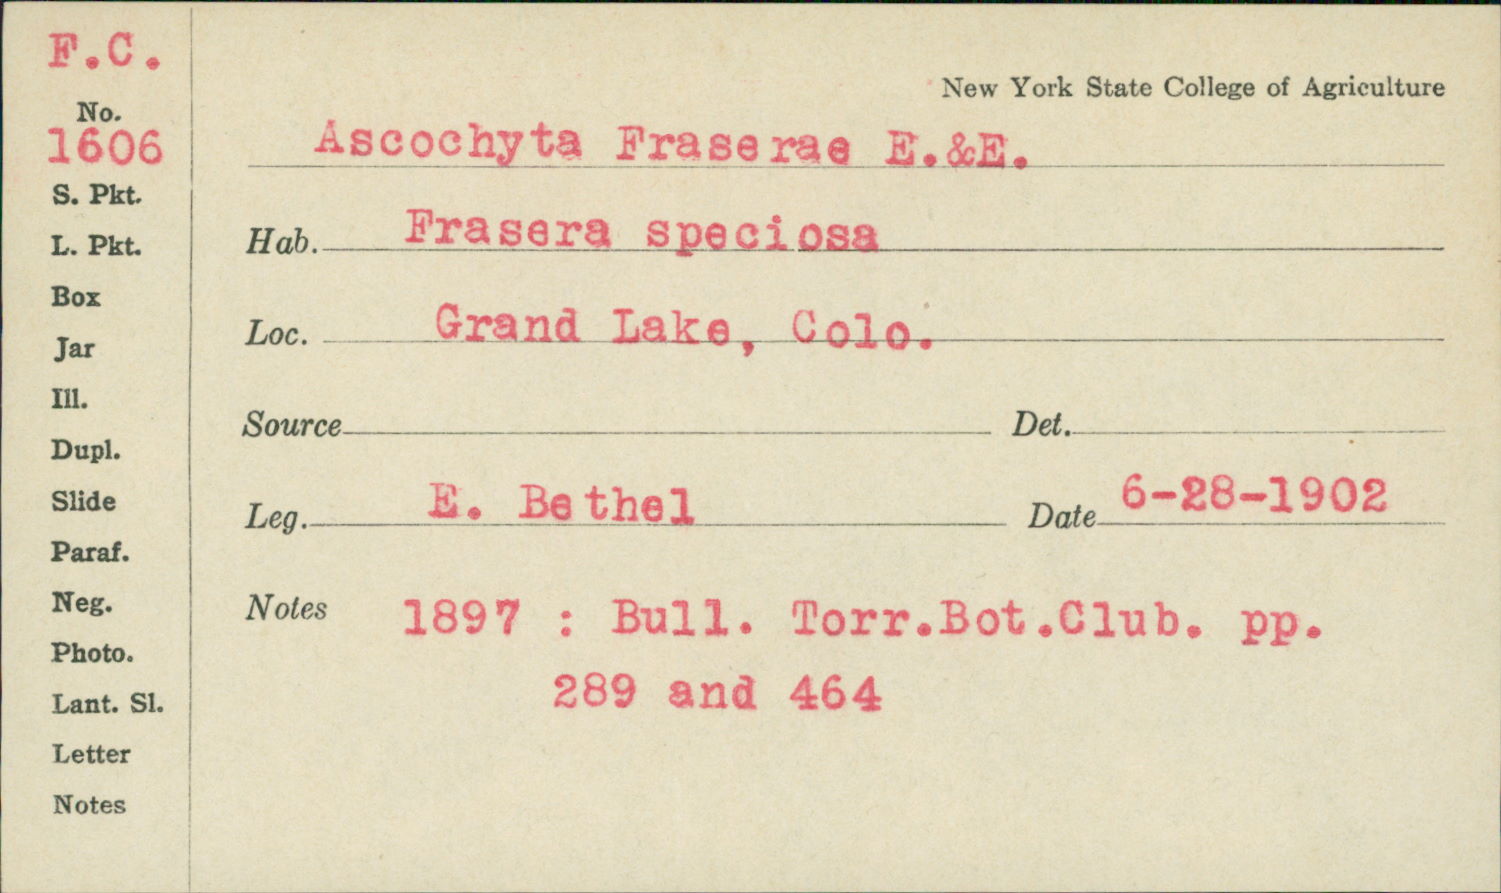 F.C.
No.
1606
S. Pkt.
L. Pkt.
Box
Jar
Ill.
Dupl.
Slide
Paraf.
Neg.
Photo.
Lant. Sl.
Letter
Notes
New York State College of Agriculture
Ascochyta Fraserae E.&E.
Hab. Frasera speciosa
Loc. Grand Lake, Colo.
Source Det.
Leg. E. Bethel Date 6-28-1902
Notes 1897 : Bull. Torr.Bot.Club. pp.
289 and 464